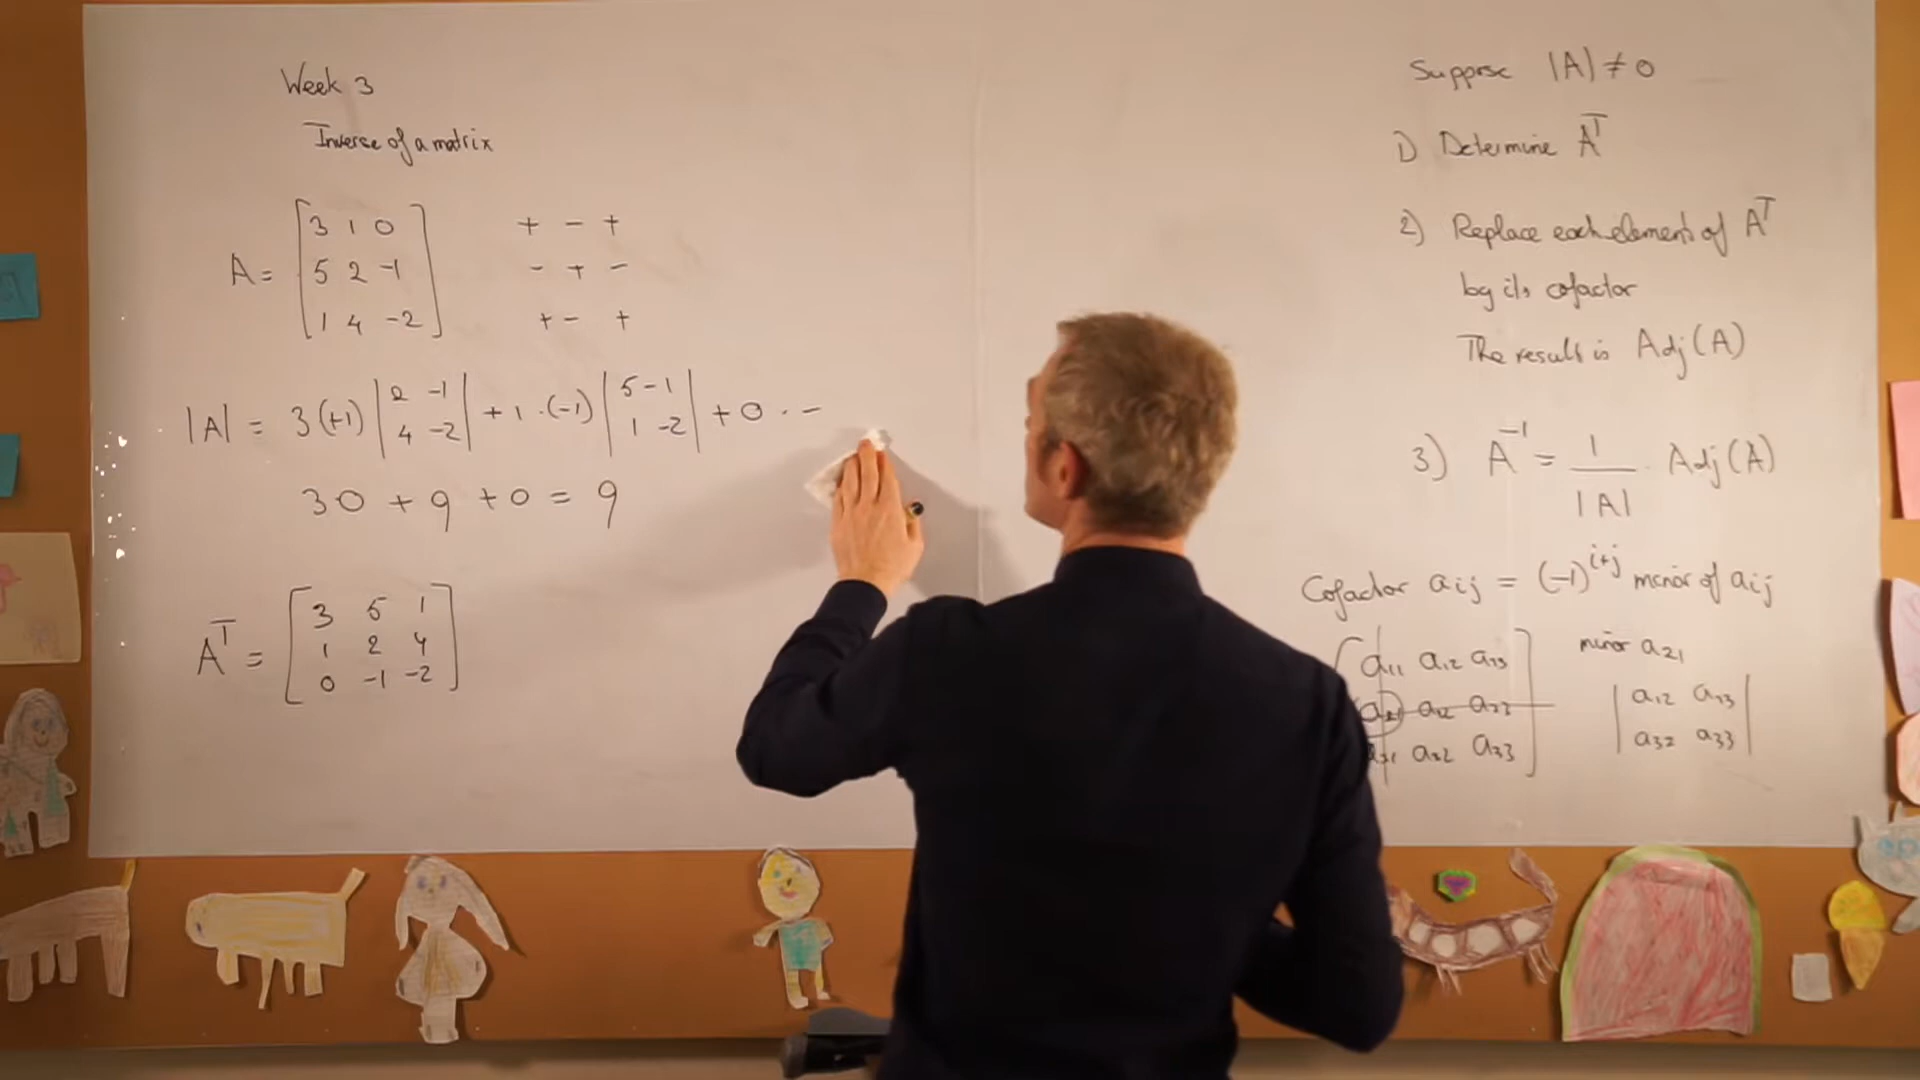 Week 3
Inverse of a matrix
A = [3 1 0
5 2 -1
1 4 -2]
+ - +
- + -
+ - +
|A| = 3(+1) |2 -1
4 -2| + 1 · (-1) |5 -1
1 -2| + 0 · -
30 + 9 + 0 = 9
A^T = [3 5 1
1 2 4
0 -1 -2]
Suppose |A| ≠ 0
1) Determine A^T
2) Replace each element of A^T
by its cofactor
The result is Adj(A)
3) A^-1 = 1/|A| · Adj(A)
Cofactor aij = (-1)^i+j minor of aij
[a11 a12 a13
a21 a22 a23
a31 a32 a33]
minor a21
|a12 a13
a32 a33|